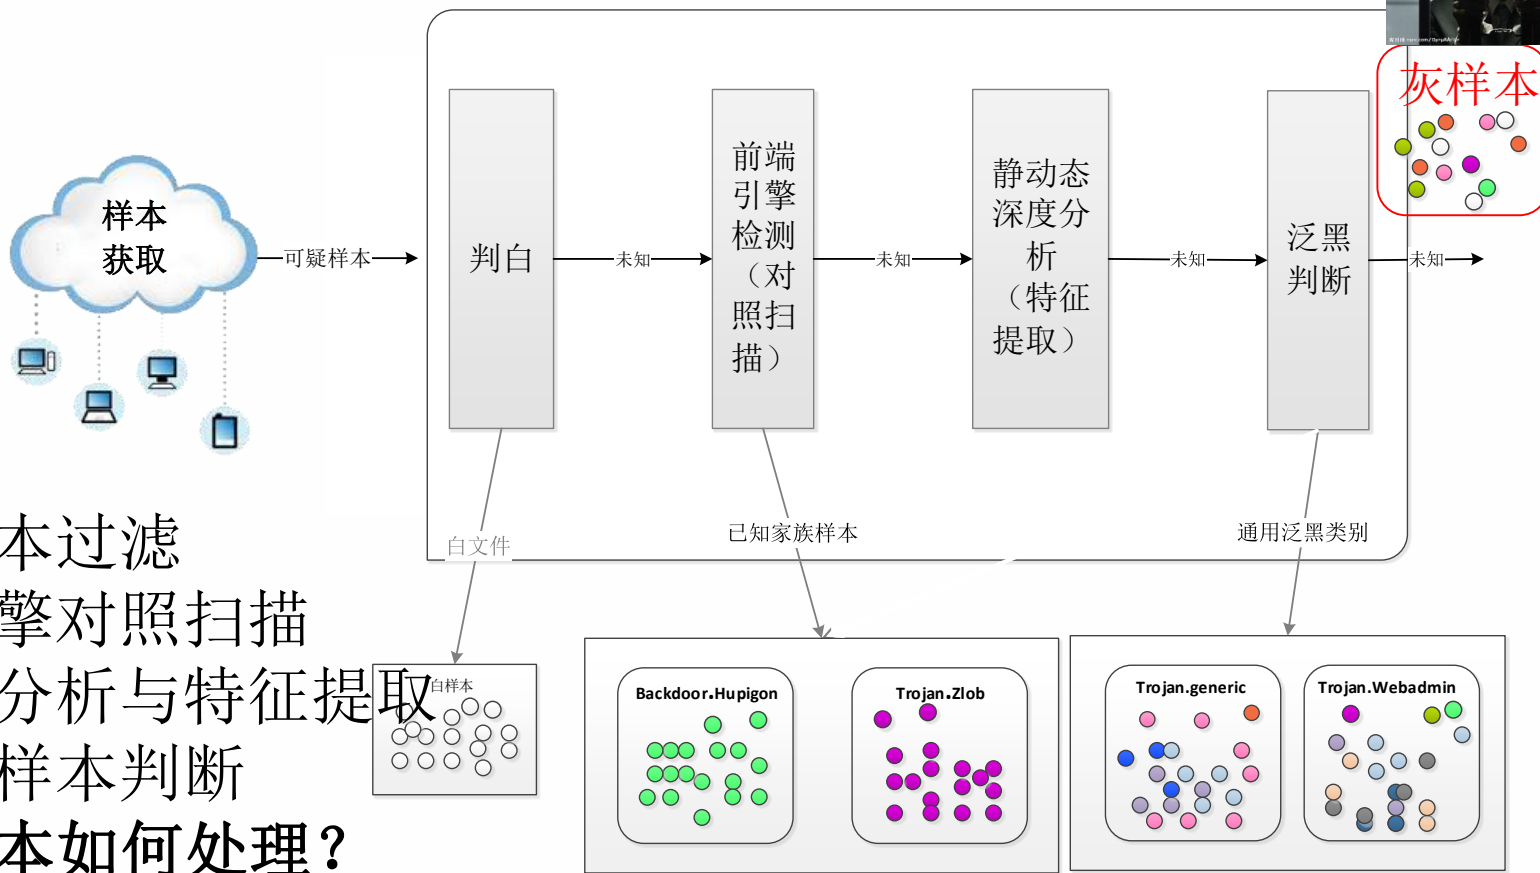 灰样本
样本
获取
可疑样本
判白
未知
前端
引擎
检测
（对
照扫
描）
未知
静动态
深度分
析
（特征
提取）
未知
泛黑
判断
未知
白文件
已知家族样本
通用泛黑类别
本过滤
擎对照扫描
分析与特征提取
样本判断
本如何处理？
白样本
Backdoor.Hupigon
Trojan.Zlob
Trojan.generic
Trojan.Webadmin